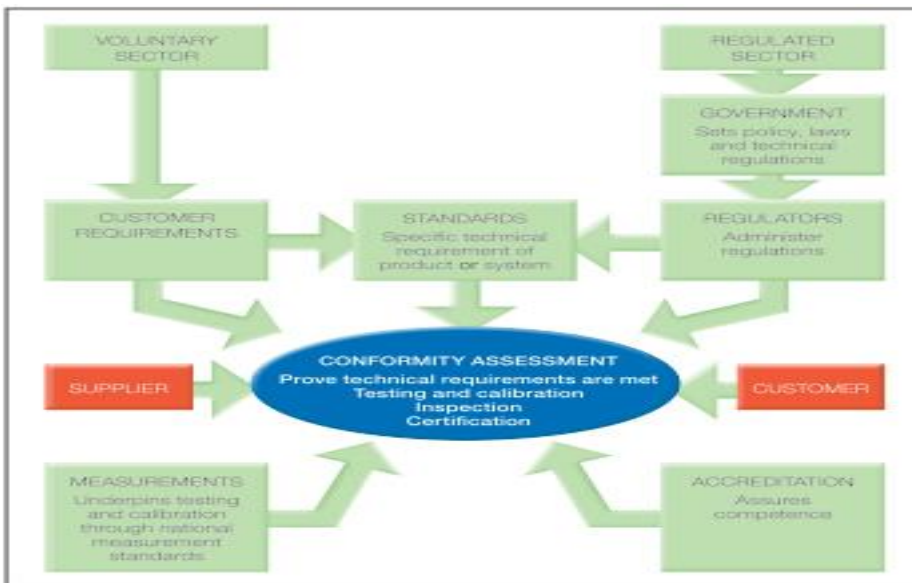 VOLUNTARY
SECTOR
REGULATED
SECTOR
GOVERNMENT
Sets policy, laws
and technical
regulations
CUSTOMER
REQUIREMENTS
STANDARDS
Specific technical
requirement of
product or system
REGULATORS
Administer
regulations
CONFORMITY ASSESSMENT
Prove technical requirements are met
Testing and calibration
Inspection
Certification
SUPPLIER
CUSTOMER
MEASUREMENTS
Underpins testing
and calibration
through national
measurement
standards
ACCREDITATION
Assures
competence